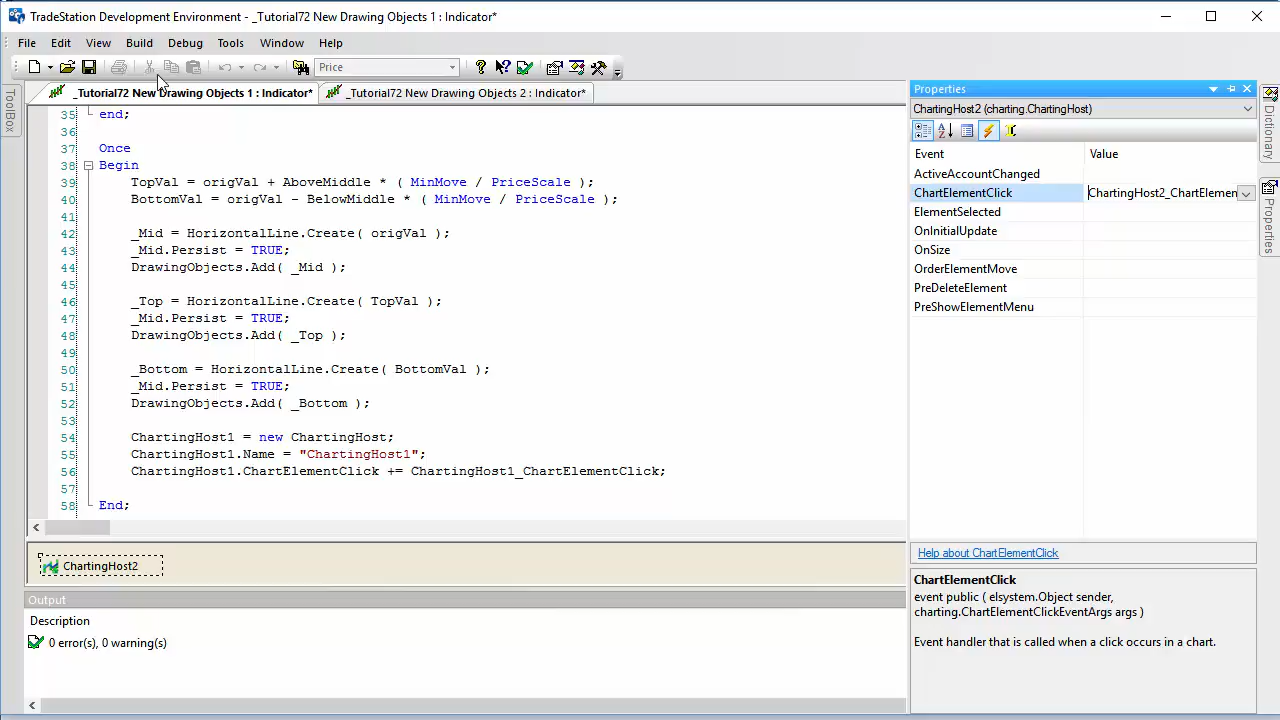 TradeStation Development Environment - _Tutorial72 New Drawing Objects 1 : Indicator*
File Edit View Build Debug Tools Window Help
Price
_Tutorial72 New Drawing Objects 1 : Indicator* _Tutorial72 New Drawing Objects 2 : Indicator*
ToolBox
35 end;
36
37 Once
38 Begin
39 TopVal = origVal + AboveMiddle * ( MinMove / PriceScale );
40 BottomVal = origVal - BelowMiddle * ( MinMove / PriceScale );
41
42 _Mid = HorizontalLine.Create( origVal );
43 _Mid.Persist = TRUE;
44 DrawingObjects.Add( _Mid );
45
46 _Top = HorizontalLine.Create( TopVal );
47 _Mid.Persist = TRUE;
48 DrawingObjects.Add( _Top );
49
50 _Bottom = HorizontalLine.Create( BottomVal );
51 _Mid.Persist = TRUE;
52 DrawingObjects.Add( _Bottom );
53
54 ChartingHost1 = new ChartingHost;
55 ChartingHost1.Name = "ChartingHost1";
56 ChartingHost1.ChartElementClick += ChartingHost1_ChartElementClick;
57
58 End;
ChartingHost2
Output
Description
0 error(s), 0 warning(s)
Properties
ChartingHost2 (charting.ChartingHost)
Event Value
ActiveAccountChanged
ChartElementClick ChartingHost2_ChartElemen
ElementSelected
OnInitialUpdate
OnSize
OrderElementMove
PreDeleteElement
PreShowElementMenu
Help about ChartElementClick
ChartElementClick
event public ( elsystem.Object sender,
charting.ChartElementClickEventArgs args )
Event handler that is called when a click occurs in a chart.
Dictionary
Properties